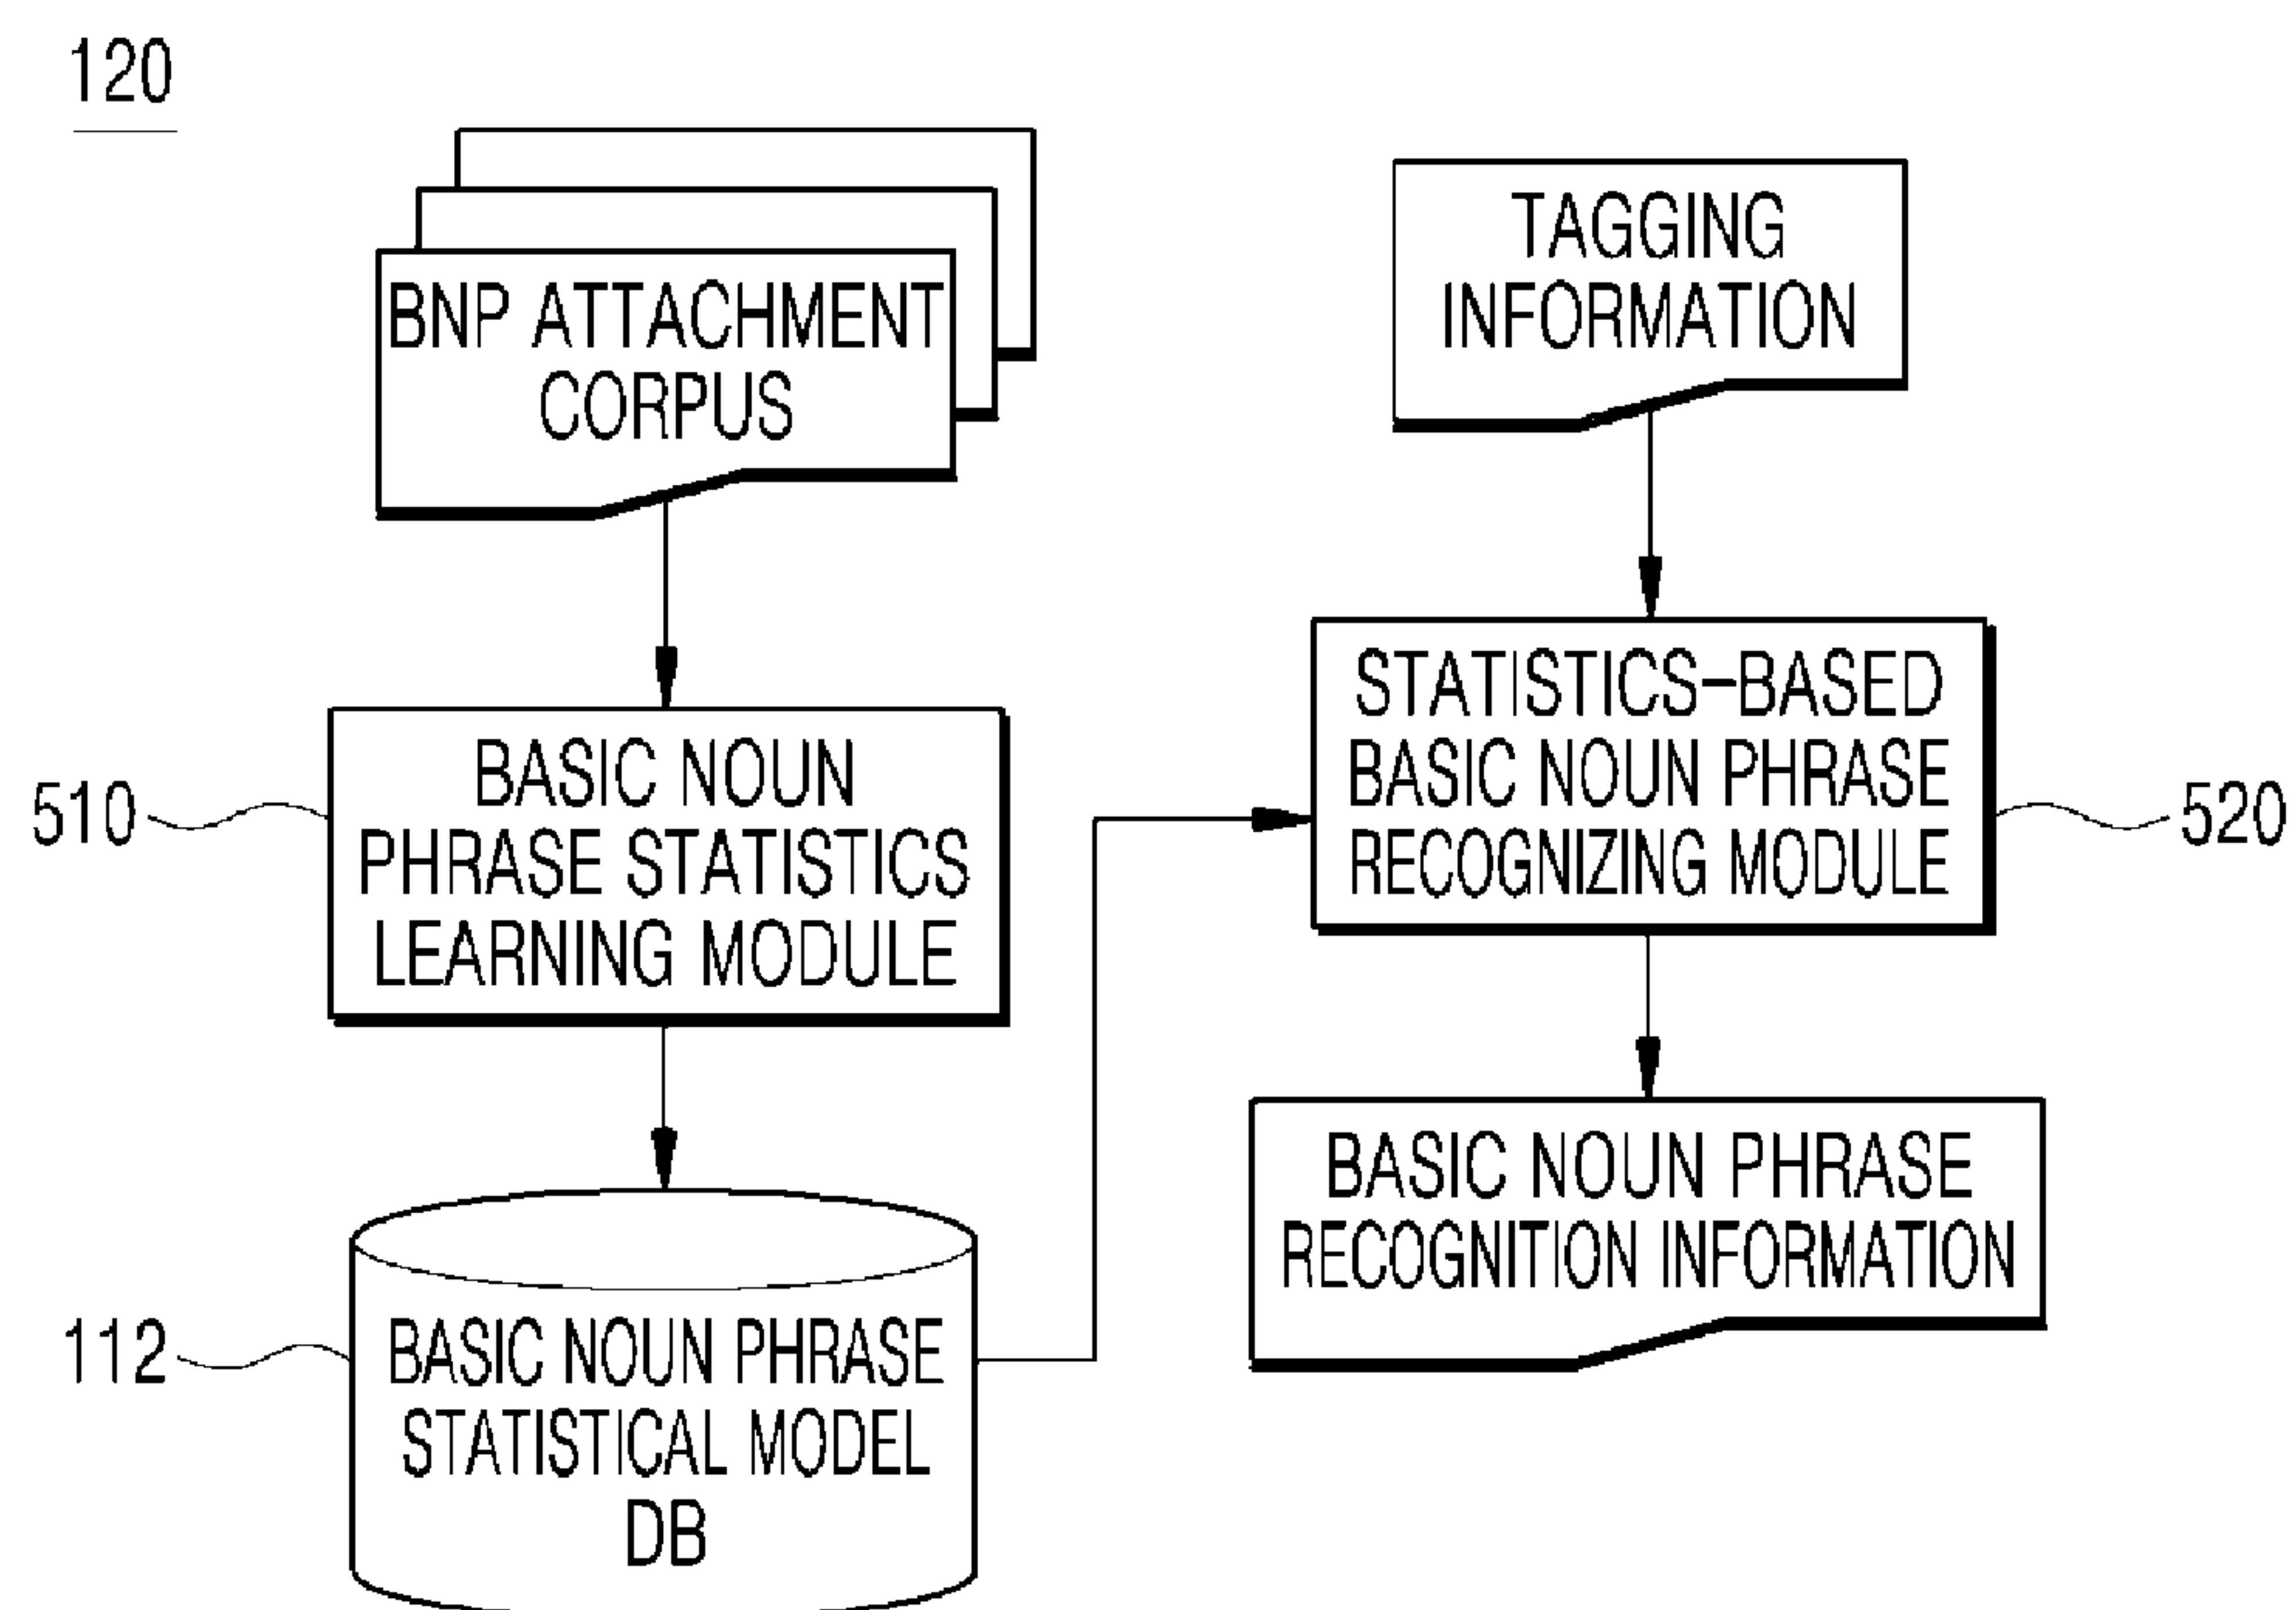 120
BNP ATTACHMENT
CORPUS
TAGGING
INFORMATION
510
BASIC NOUN
PHRASE STATISTICS
LEARNING MODULE
STATISTICS-BASED
BASIC NOUN PHRASE
RECOGNIZING MODULE
520
112
BASIC NOUN PHRASE
STATISTICAL MODEL
DB
BASIC NOUN PHRASE
RECOGNITION INFORMATION